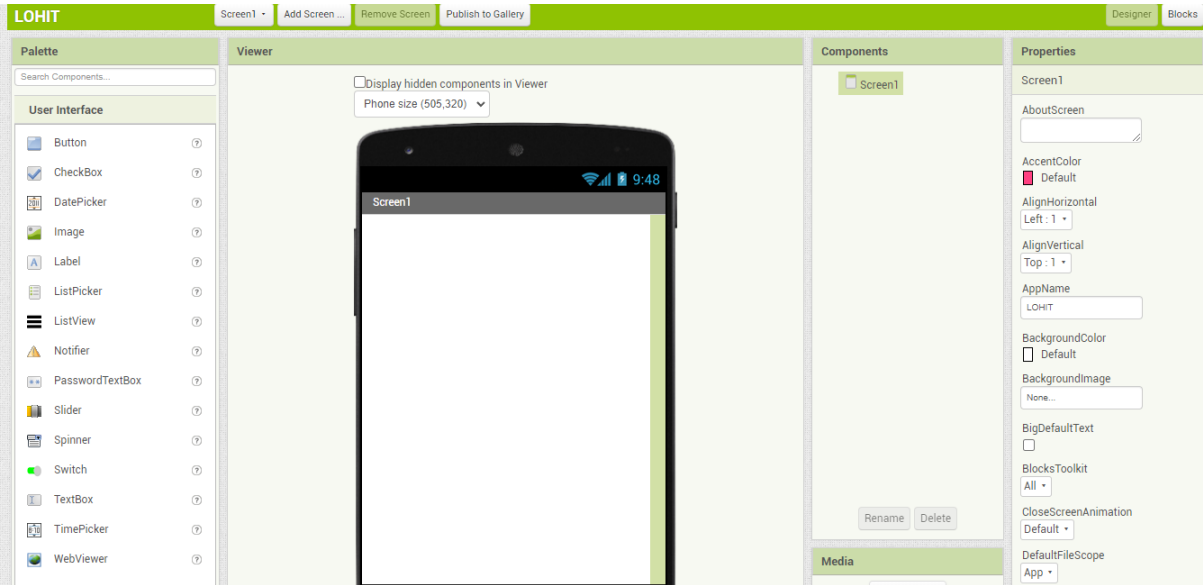 LOHIT
Screen1
Add Screen ...
Remove Screen
Publish to Gallery
Designer
Blocks
Palette
Search Components...
User Interface
Button
CheckBox
DatePicker
Image
Label
ListPicker
ListView
Notifier
PasswordTextBox
Slider
Spinner
Switch
TextBox
TimePicker
WebViewer
Viewer
Display hidden components in Viewer
Phone size (505,320)
9:48
Screen1
Components
Screen1
Rename
Delete
Media
Properties
Screen1
AboutScreen
AccentColor
Default
AlignHorizontal
Left : 1
AlignVertical
Top : 1
AppName
LOHIT
BackgroundColor
Default
BackgroundImage
None...
BigDefaultText
BlocksToolkit
All
CloseScreenAnimation
Default
DefaultFileScope
App